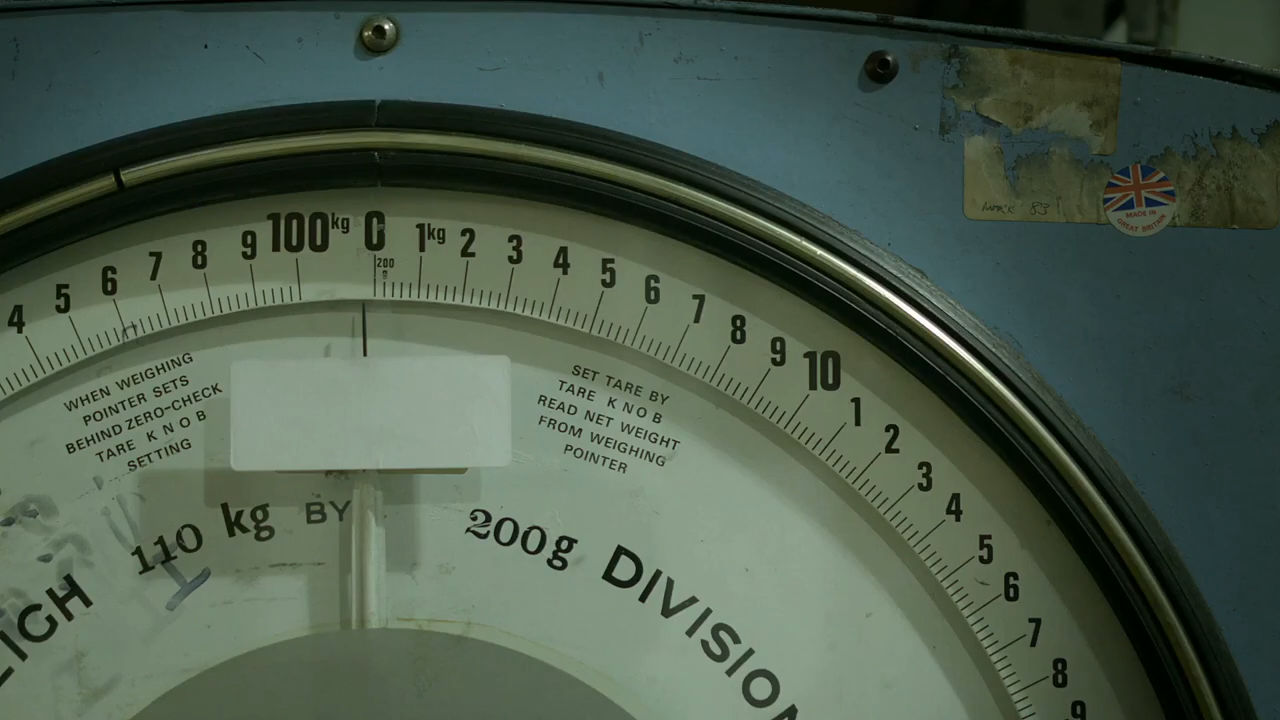 4 5 6 7 8 9 100kg 0 1kg 2 3 4 5 6 7 8 9 10 1 2 3 4 5 6 7 8 9
200
g
WHEN WEIGHING
POINTER SETS
BEHIND ZERO-CHECK
TARE KNOB
SETTING
SET TARE BY
TARE KNOB
READ NET WEIGHT
FROM WEIGHING
POINTER
EIGH 110 kg BY 200g DIVISION
MADE IN
GREAT BRITAIN